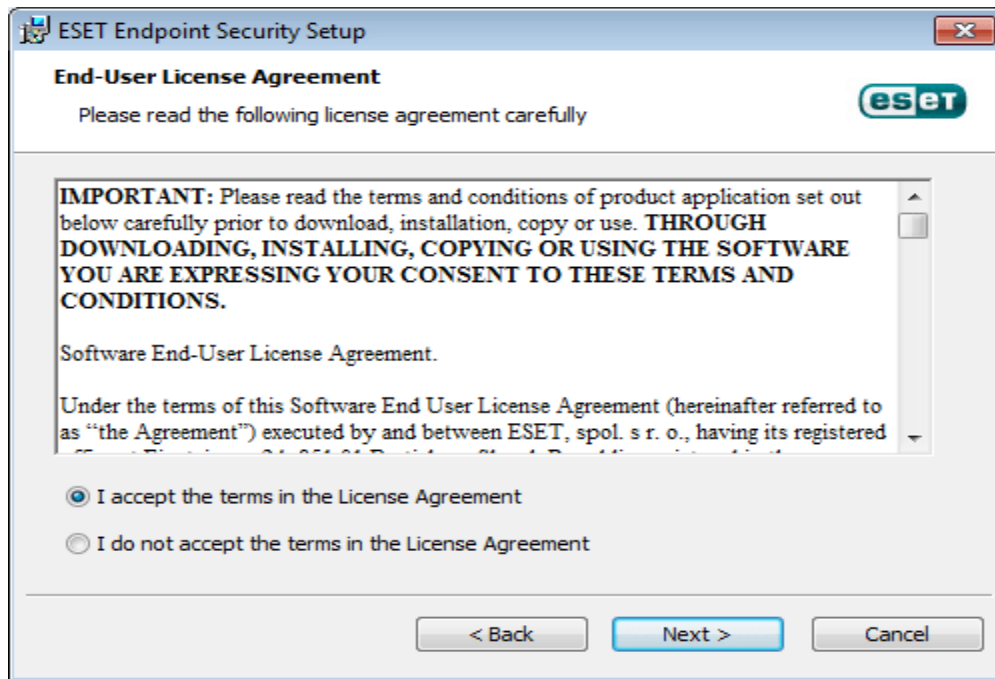 ESET Endpoint Security Setup
End-User License Agreement
Please read the following license agreement carefully
eset
IMPORTANT: Please read the terms and conditions of product application set out
below carefully prior to download, installation, copy or use. THROUGH
DOWNLOADING, INSTALLING, COPYING OR USING THE SOFTWARE
YOU ARE EXPRESSING YOUR CONSENT TO THESE TERMS AND
CONDITIONS.
Software End-User License Agreement.
Under the terms of this Software End User License Agreement (hereinafter referred to
as “the Agreement”) executed by and between ESET, spol. s r. o., having its registered
I accept the terms in the License Agreement
I do not accept the terms in the License Agreement
< Back
Next >
Cancel